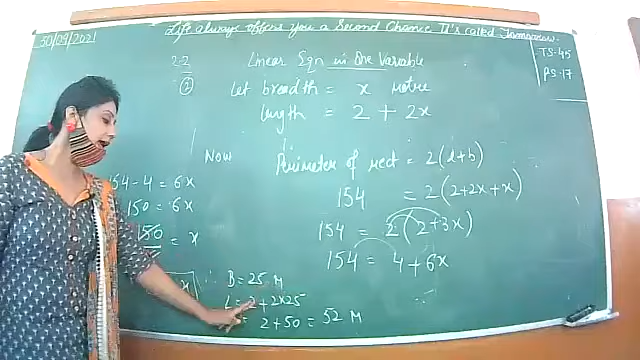 30/09/2021
Life always offers you a Second Chance It's called Tomorrow.
TS-45
PS-17
2.2 Linear Eqn in One Variable
② Let breadth = x metre
length = 2 + 2x
Now Perimeter of rect = 2(l+b)
154 = 2(2+2x+x)
154 = 2(2+3x)
154 = 4+6x
154-4 = 6x
150 = 6x
150 = x
x
∴ B = 25 M
L = 2+2x25
= 2+50 = 52 M